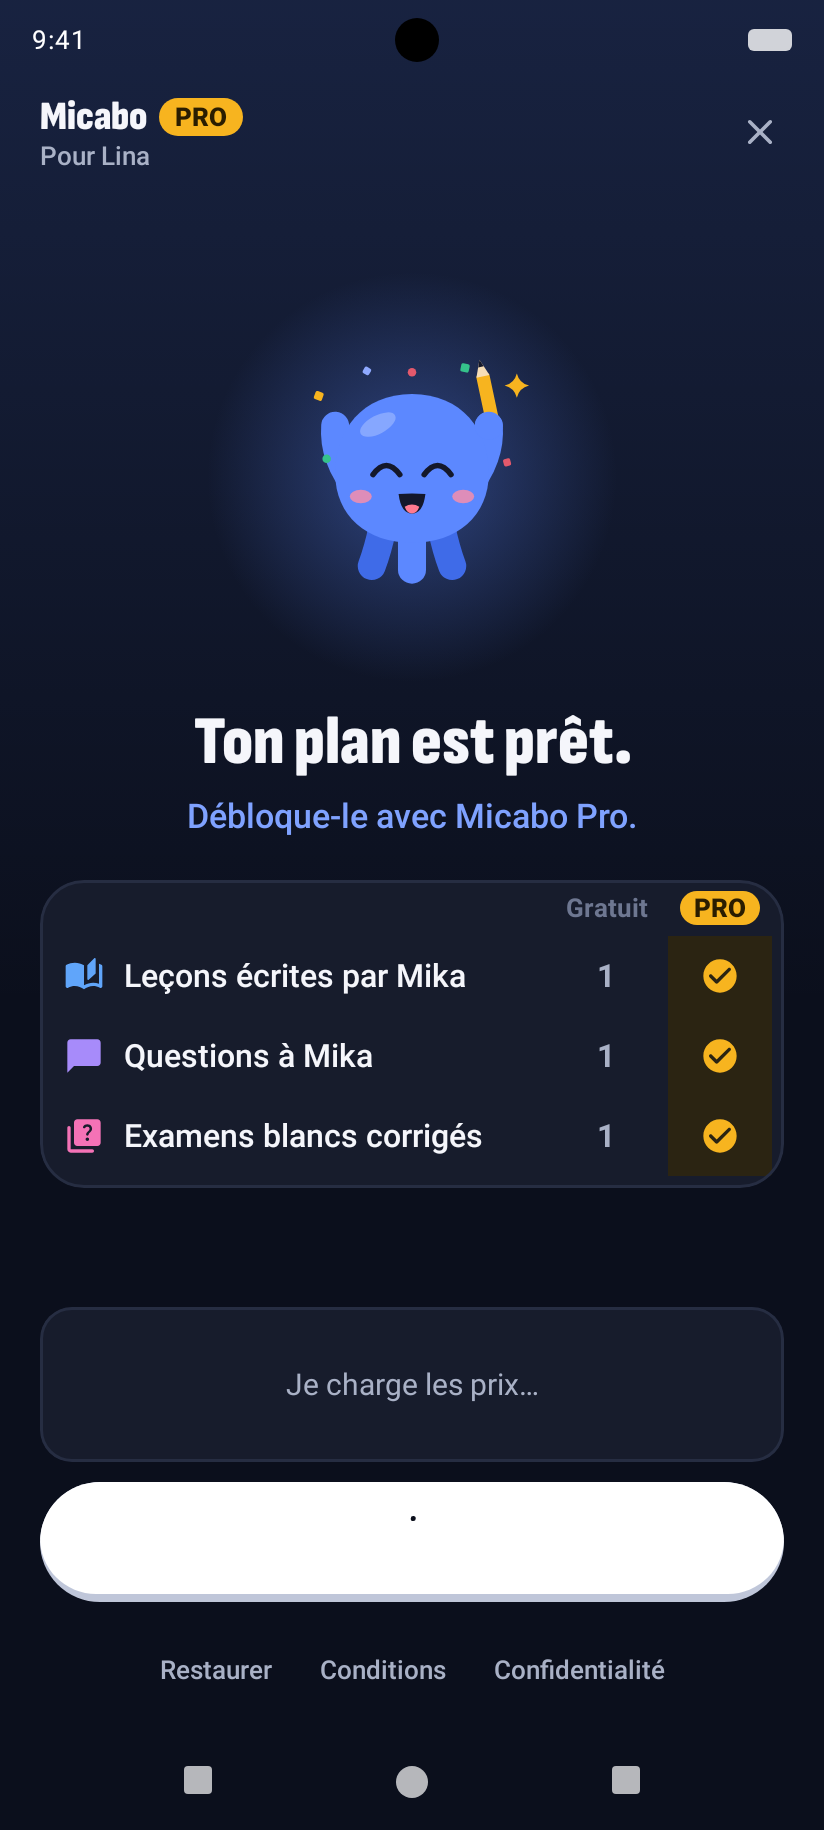 9:41
Micabo PRO
Pour Lina
Ton plan est prêt.
Débloque-le avec Micabo Pro.
Gratuit PRO
Leçons écrites par Mika 1
Questions à Mika 1
? Examens blancs corrigés 1
Je charge les prix…
Restaurer Conditions Confidentialité